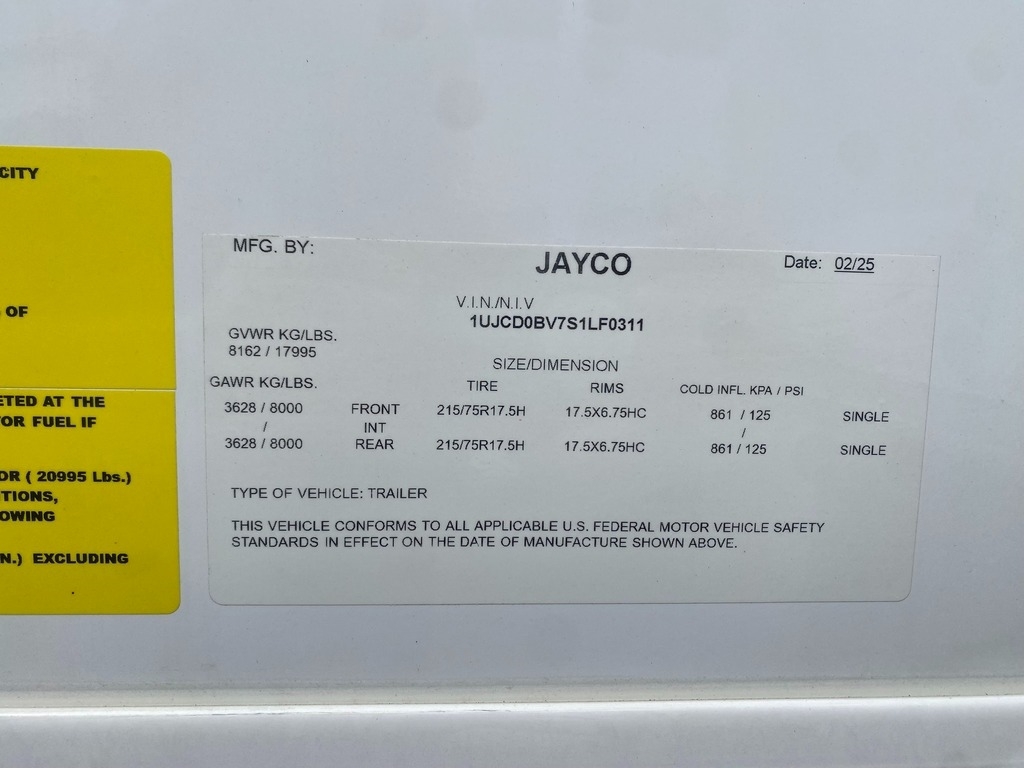 CITY
OF
ETED AT THE
OR FUEL IF
OR ( 20995 Lbs.)
TIONS,
OWING
N.) EXCLUDING
MFG. BY:
JAYCO
Date: 02/25
V.I.N./N.I.V
1UJCD0BV7S1LF0311
GVWR KG/LBS.
8162 / 17995
SIZE/DIMENSION
GAWR KG/LBS. TIRE RIMS COLD INFL. KPA / PSI
3628 / 8000 FRONT 215/75R17.5H 17.5X6.75HC 861 / 125 SINGLE
/ INT /
3628 / 8000 REAR 215/75R17.5H 17.5X6.75HC 861 / 125 SINGLE
TYPE OF VEHICLE: TRAILER
THIS VEHICLE CONFORMS TO ALL APPLICABLE U.S. FEDERAL MOTOR VEHICLE SAFETY
STANDARDS IN EFFECT ON THE DATE OF MANUFACTURE SHOWN ABOVE.